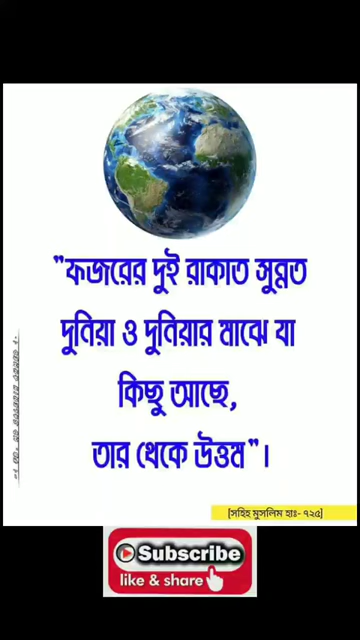 "ফজরের দুই রাকাত সুন্নত
দুনিয়া ও দুনিয়ার মাঝে যা
কিছু আছে,
তার থেকে উত্তম"।
[সহিহ মুসলিম হাঃ- ৭২৫]
Subscribe
like & share